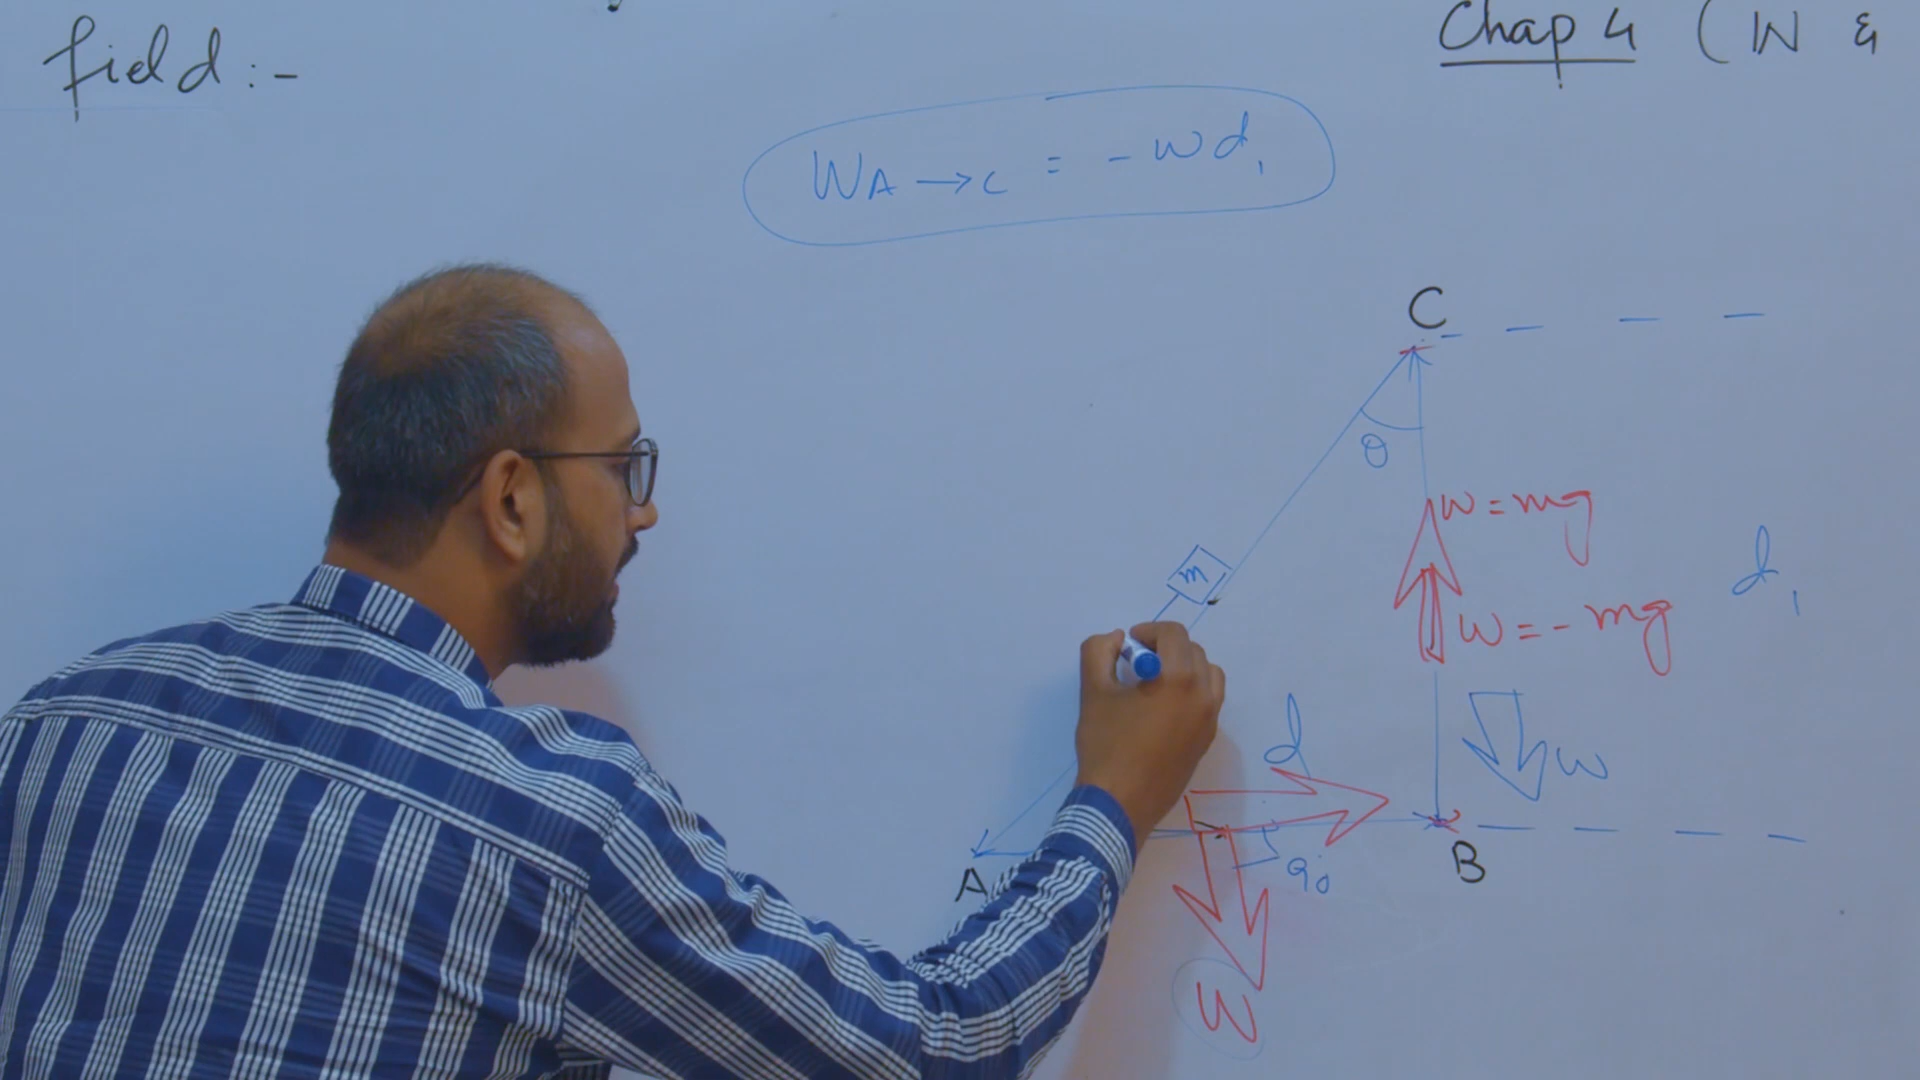 field:-
Chap 4 (W &
WA→C = -wd1
C
θ
w=mg
m
w=-mg
d1
d
w
90
A
B
W